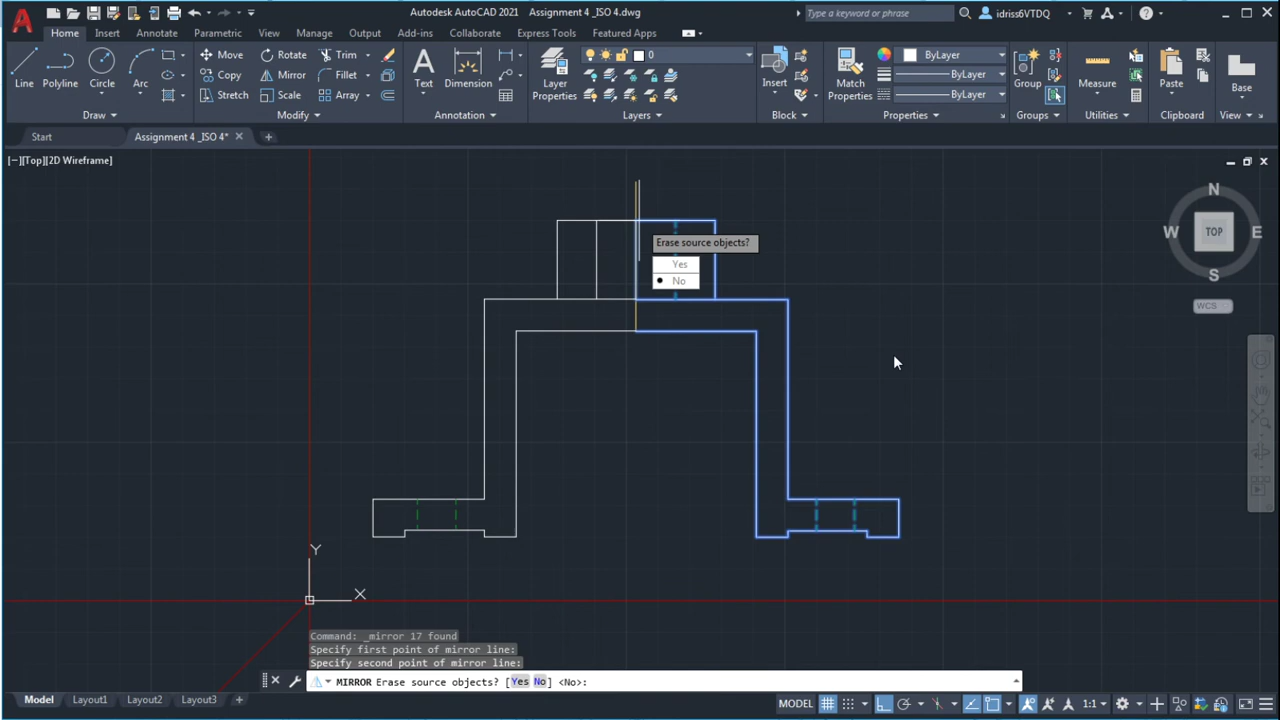 Autodesk AutoCAD 2021 Assignment 4 _ISO 4.dwg
Type a keyword or phrase
idriss6VTDQ
Home Insert Annotate Parametric View Manage Output Add-ins Collaborate Express Tools Featured Apps
Line
Polyline
Circle
Arc
Move
Rotate
Trim
Copy
Mirror
Fillet
Stretch
Scale
Array
Text
Dimension
Layer
Properties
0
Insert
Match
Properties
ByLayer
ByLayer
ByLayer
Group
Measure
Paste
Base
Draw
Modify
Annotation
Layers
Block
Properties
Groups
Utilities
Clipboard
View
Start
Assignment 4 _ISO 4*
[−][Top][2D Wireframe]
N
W
TOP
E
S
WCS
Erase source objects?
Yes
No
Y
X
Command: _mirror 17 found
Specify first point of mirror line:
Specify second point of mirror line:
MIRROR Erase source objects? [Yes No] <No>:
Model
Layout1
Layout2
Layout3
MODEL
1:1